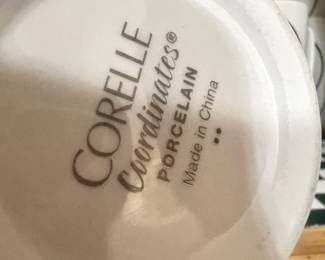 CORELLE
Coordinates®
PORCELAIN
Made in China